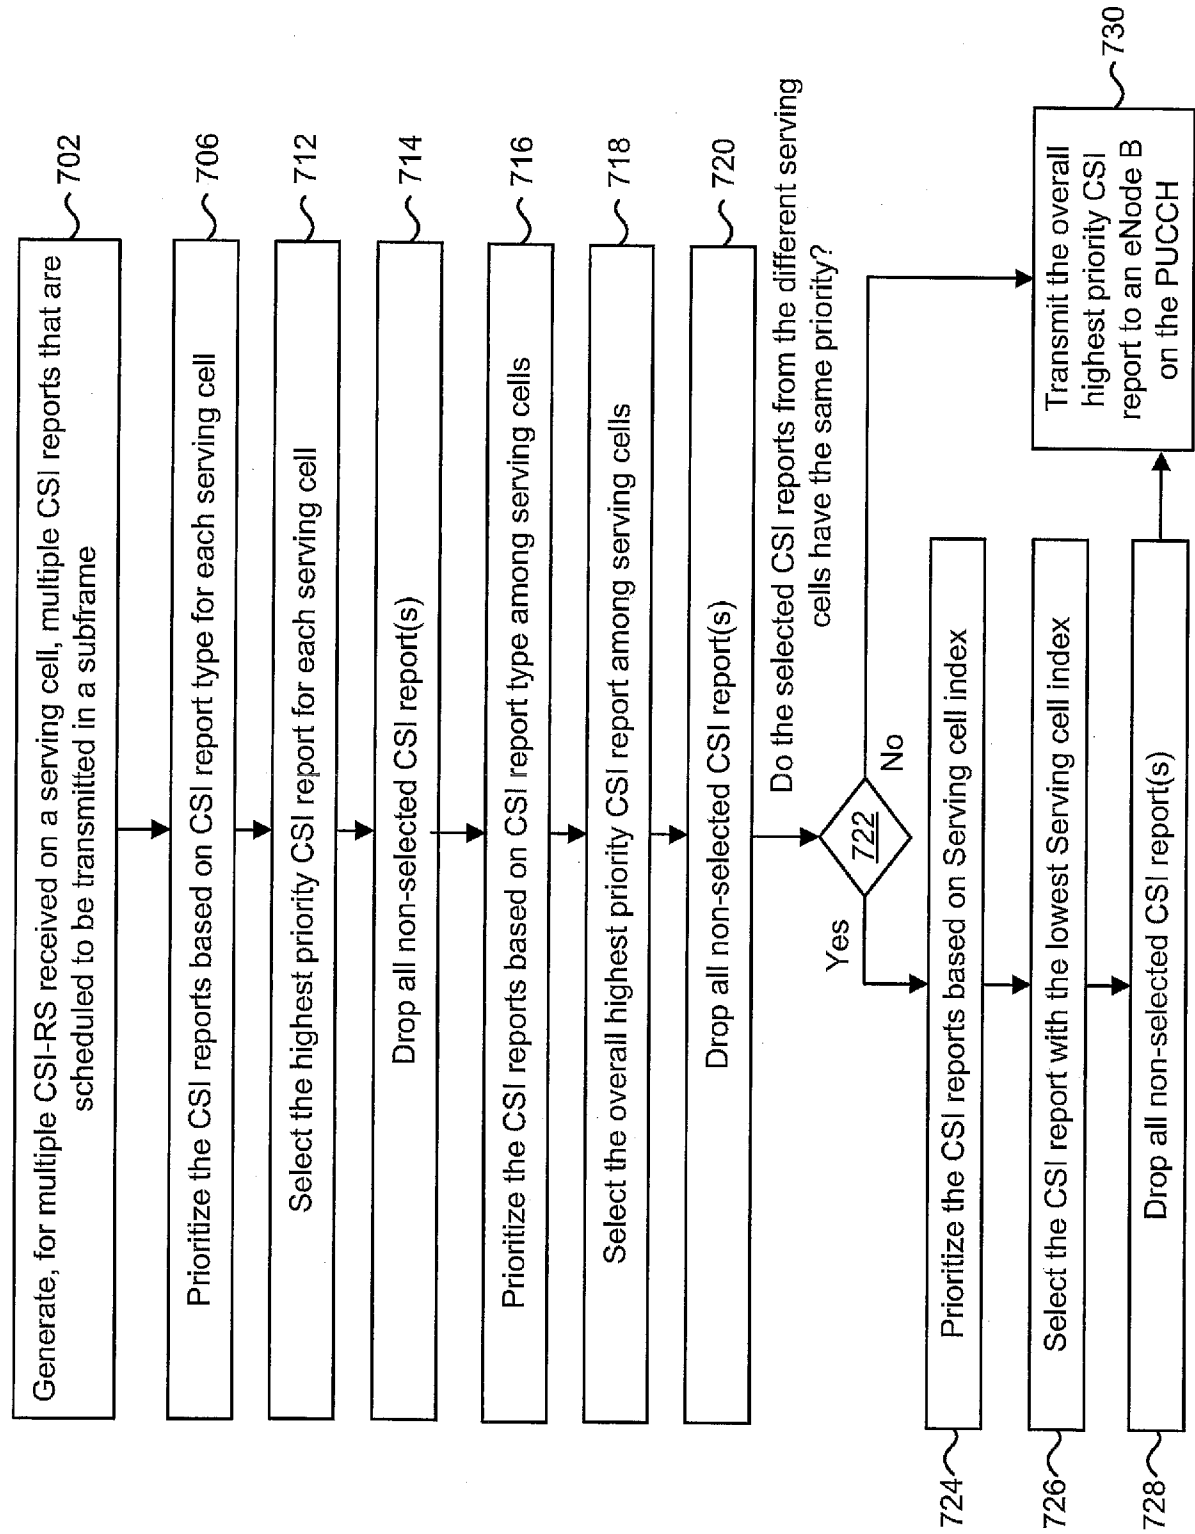 Generate, for multiple CSI-RS received on a serving cell, multiple CSI reports that are
scheduled to be transmitted in a subframe
702
Prioritize the CSI reports based on CSI report type for each serving cell
706
Select the highest priority CSI report for each serving cell
712
Drop all non-selected CSI report(s)
714
Prioritize the CSI reports based on CSI report type among serving cells
716
Select the overall highest priority CSI report among serving cells
718
Drop all non-selected CSI report(s)
720
Do the selected CSI reports from the different serving
cells have the same priority?
722
Yes
No
Prioritize the CSI reports based on Serving cell index
724
Select the CSI report with the lowest Serving cell index
726
Drop all non-selected CSI report(s)
728
Transmit the overall
highest priority CSI
report to an eNode B
on the PUCCH
730